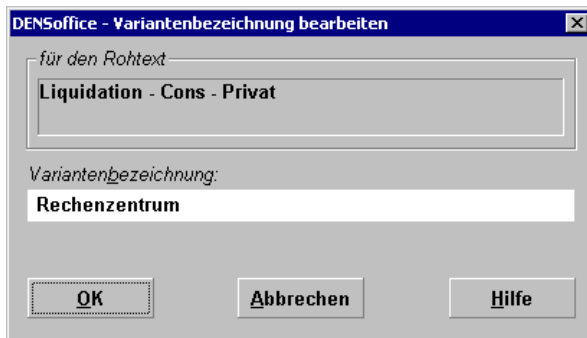 DENSoffice - Variantenbezeichnung bearbeiten
für den Rohtext
Liquidation - Cons - Privat
Variantenbezeichnung:
Rechenzentrum
OK Abbrechen Hilfe